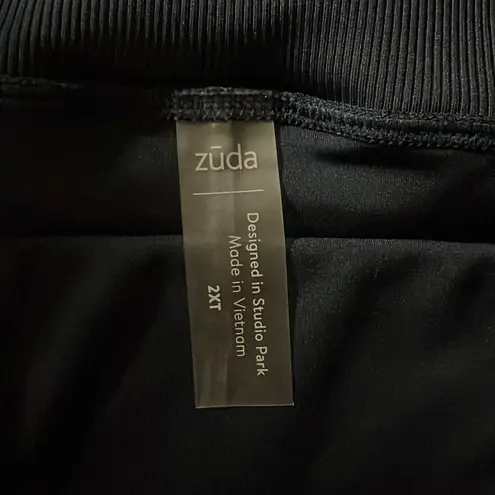 zūda
Designed in Studio Park
Made in Vietnam
2XT